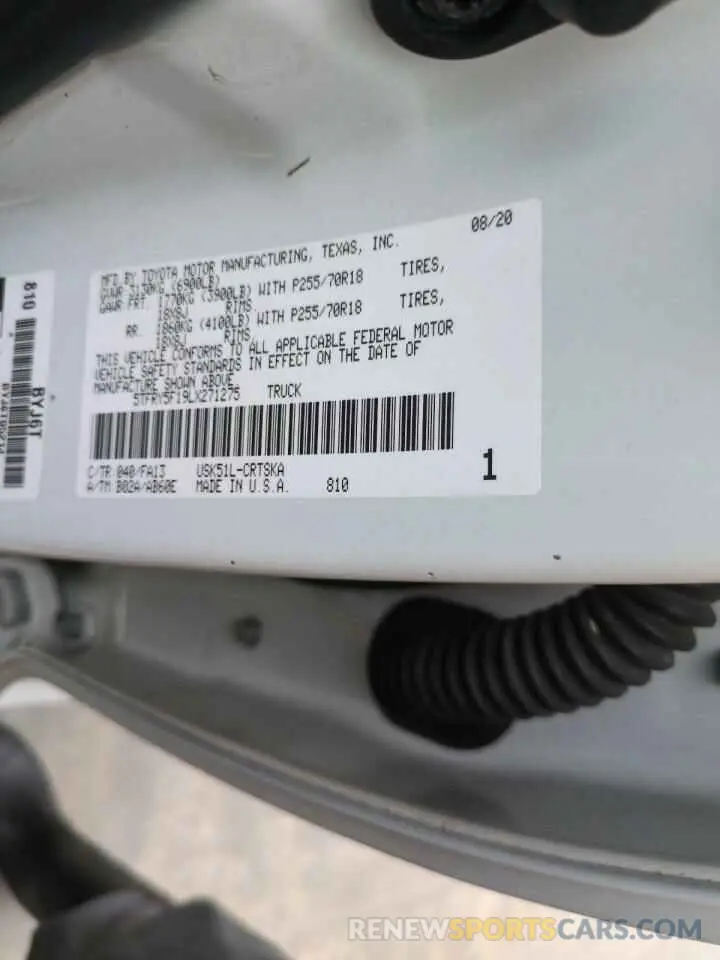 08/20
MFD BY TOYOTA MOTOR MANUFACTURING, TEXAS, INC.
GVWR 3130KG (6900LB)
GAWR FRT. 1770KG (3900LB) WITH P255/70R18 TIRES,
18X8J RIMS
RR. 1860KG (4100LB) WITH P255/70R18 TIRES,
18X8J RIMS
THIS VEHICLE CONFORMS TO ALL APPLICABLE FEDERAL MOTOR
VEHICLE SAFETY STANDARDS IN EFFECT ON THE DATE OF
MANUFACTURE SHOWN ABOVE.
5TFRY5F19LX271275 TRUCK
C/TR 040/FA13 USK51L-CRTSKA
A/TM B02A/AB60E MADE IN U.S.A. 810
1
810
BYJ6T
RENEWSPORTSCARS.COM